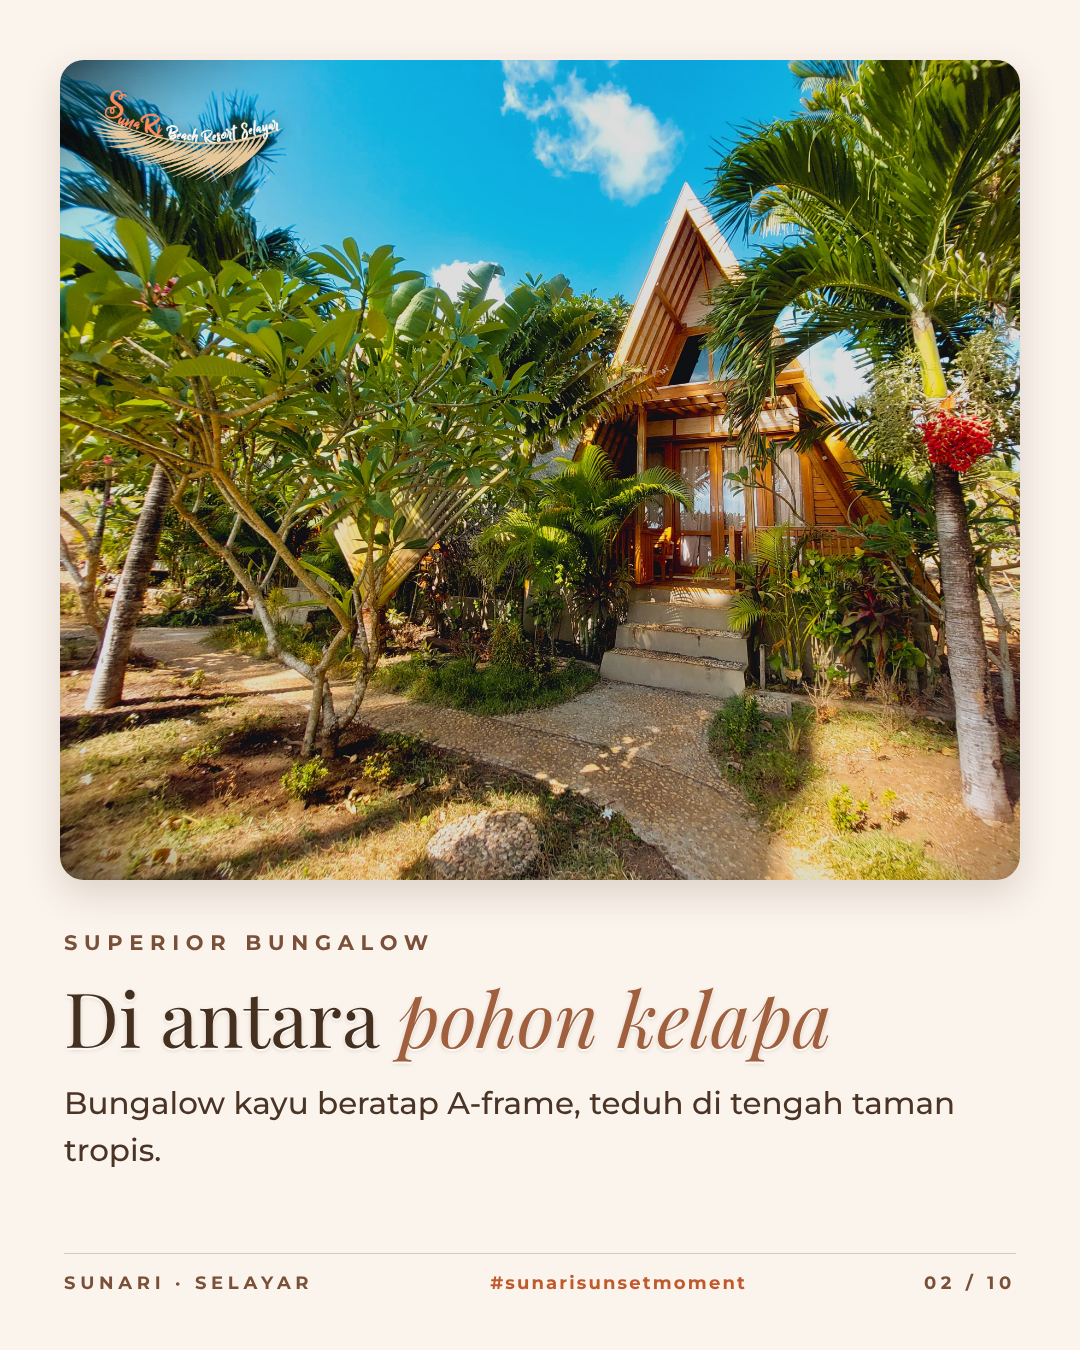 SunaRi Beach Resort Selayar
SUPERIOR BUNGALOW
Di antara pohon kelapa
Bungalow kayu beratap A-frame, teduh di tengah taman
tropis.
SUNARI · SELAYAR
#sunarisunsetmoment
02 / 10